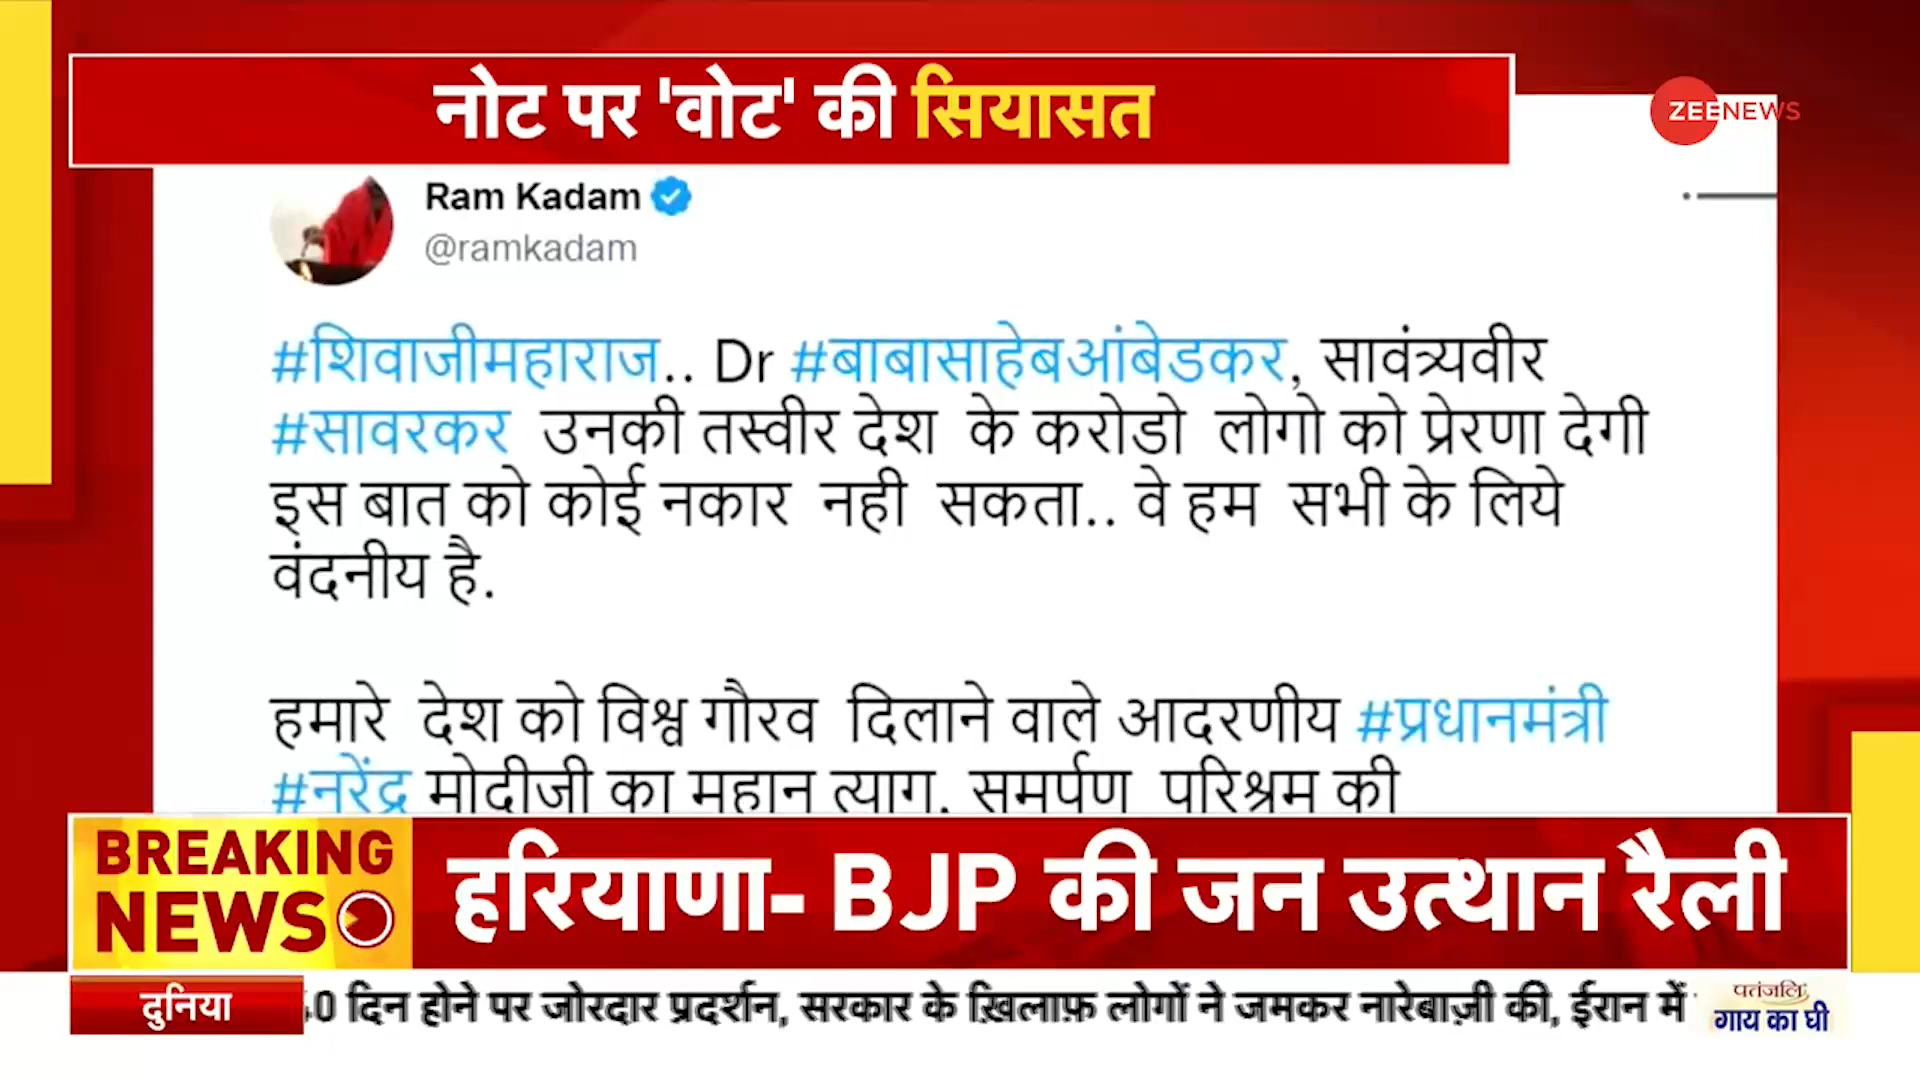 नोट पर 'वोट' की सियासत
ZEENEWS
Ram Kadam
@ramkadam
#शिवाजीमहाराज.. Dr #बाबासाहेबआंबेडकर, सावंत्र्यवीर
#सावरकर उनकी तस्वीर देश के करोडो लोगो को प्रेरणा देगी
इस बात को कोई नकार नही सकता.. वे हम सभी के लिये
वंदनीय है.
हमारे देश को विश्व गौरव दिलाने वाले आदरणीय #प्रधानमंत्री
#नरेंद्र मोदीजी का महान त्याग, समर्पण परिश्रम की
BREAKING
NEWS
हरियाणा- BJP की जन उत्थान रैली
दुनिया
दिन होने पर जोरदार प्रदर्शन, सरकार के ख़िलाफ़ लोगों ने जमकर नारेबाज़ी की, ईरान में
पतंजलि
गाय का घी